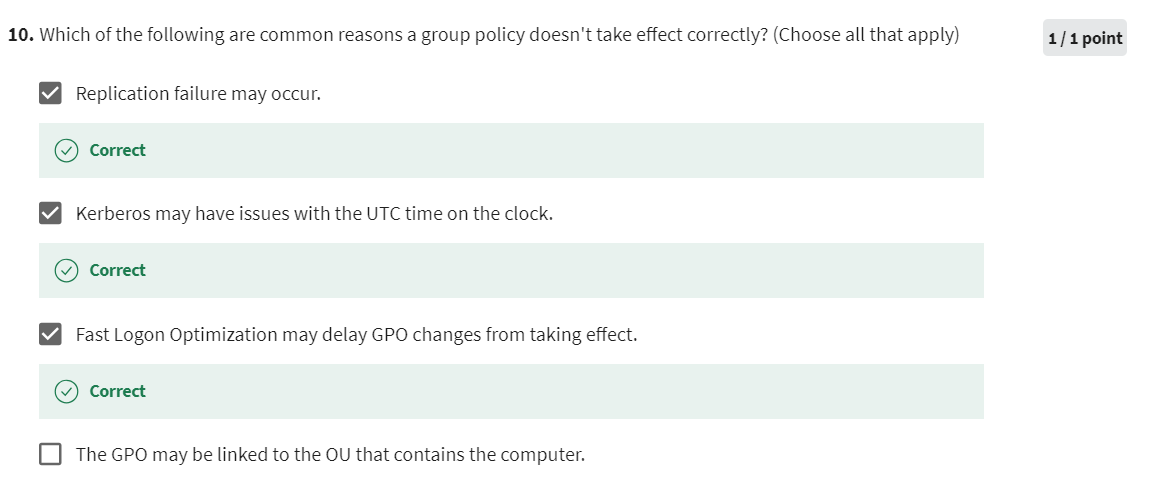 10. Which of the following are common reasons a group policy doesn't take effect correctly? (Choose all that apply)
1 / 1 point
Replication failure may occur.
Correct
Kerberos may have issues with the UTC time on the clock.
Correct
Fast Logon Optimization may delay GPO changes from taking effect.
Correct
The GPO may be linked to the OU that contains the computer.